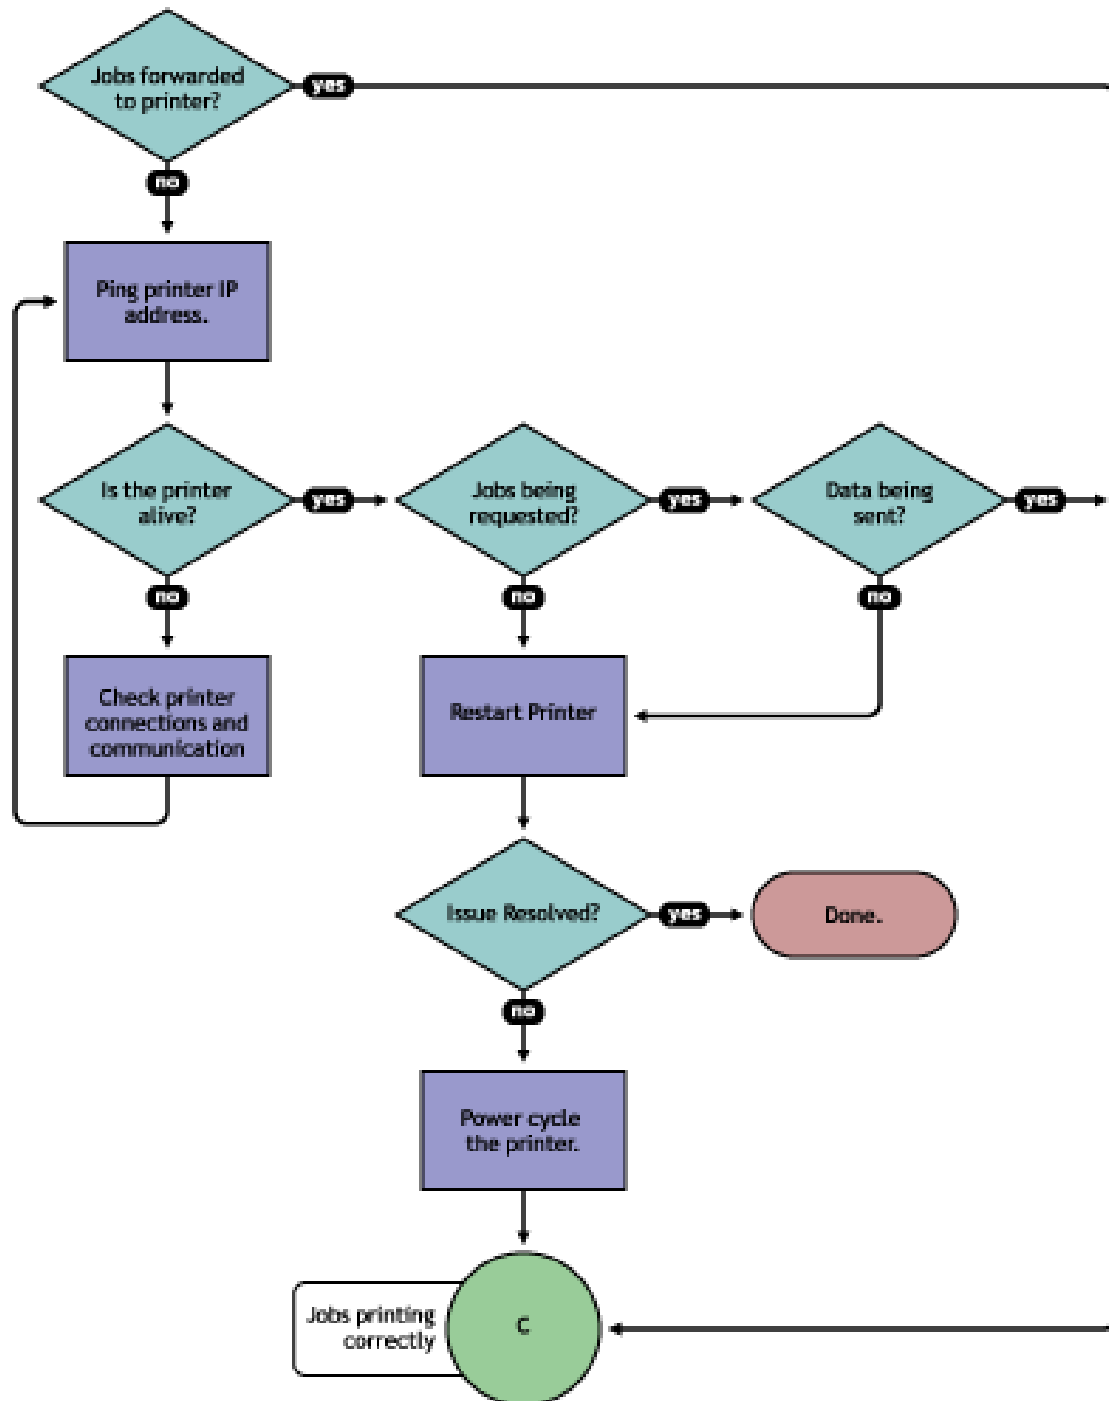 Jobs forwarded
to printer?
yes
no
Ping printer IP
address.
Is the printer
alive?
yes
Jobs being
requested?
yes
Data being
sent?
yes
no
no
no
Check printer
connections and
communication
Restart Printer
Issue Resolved?
yes
Done.
no
Power cycle
the printer.
Jobs printing
correctly
C